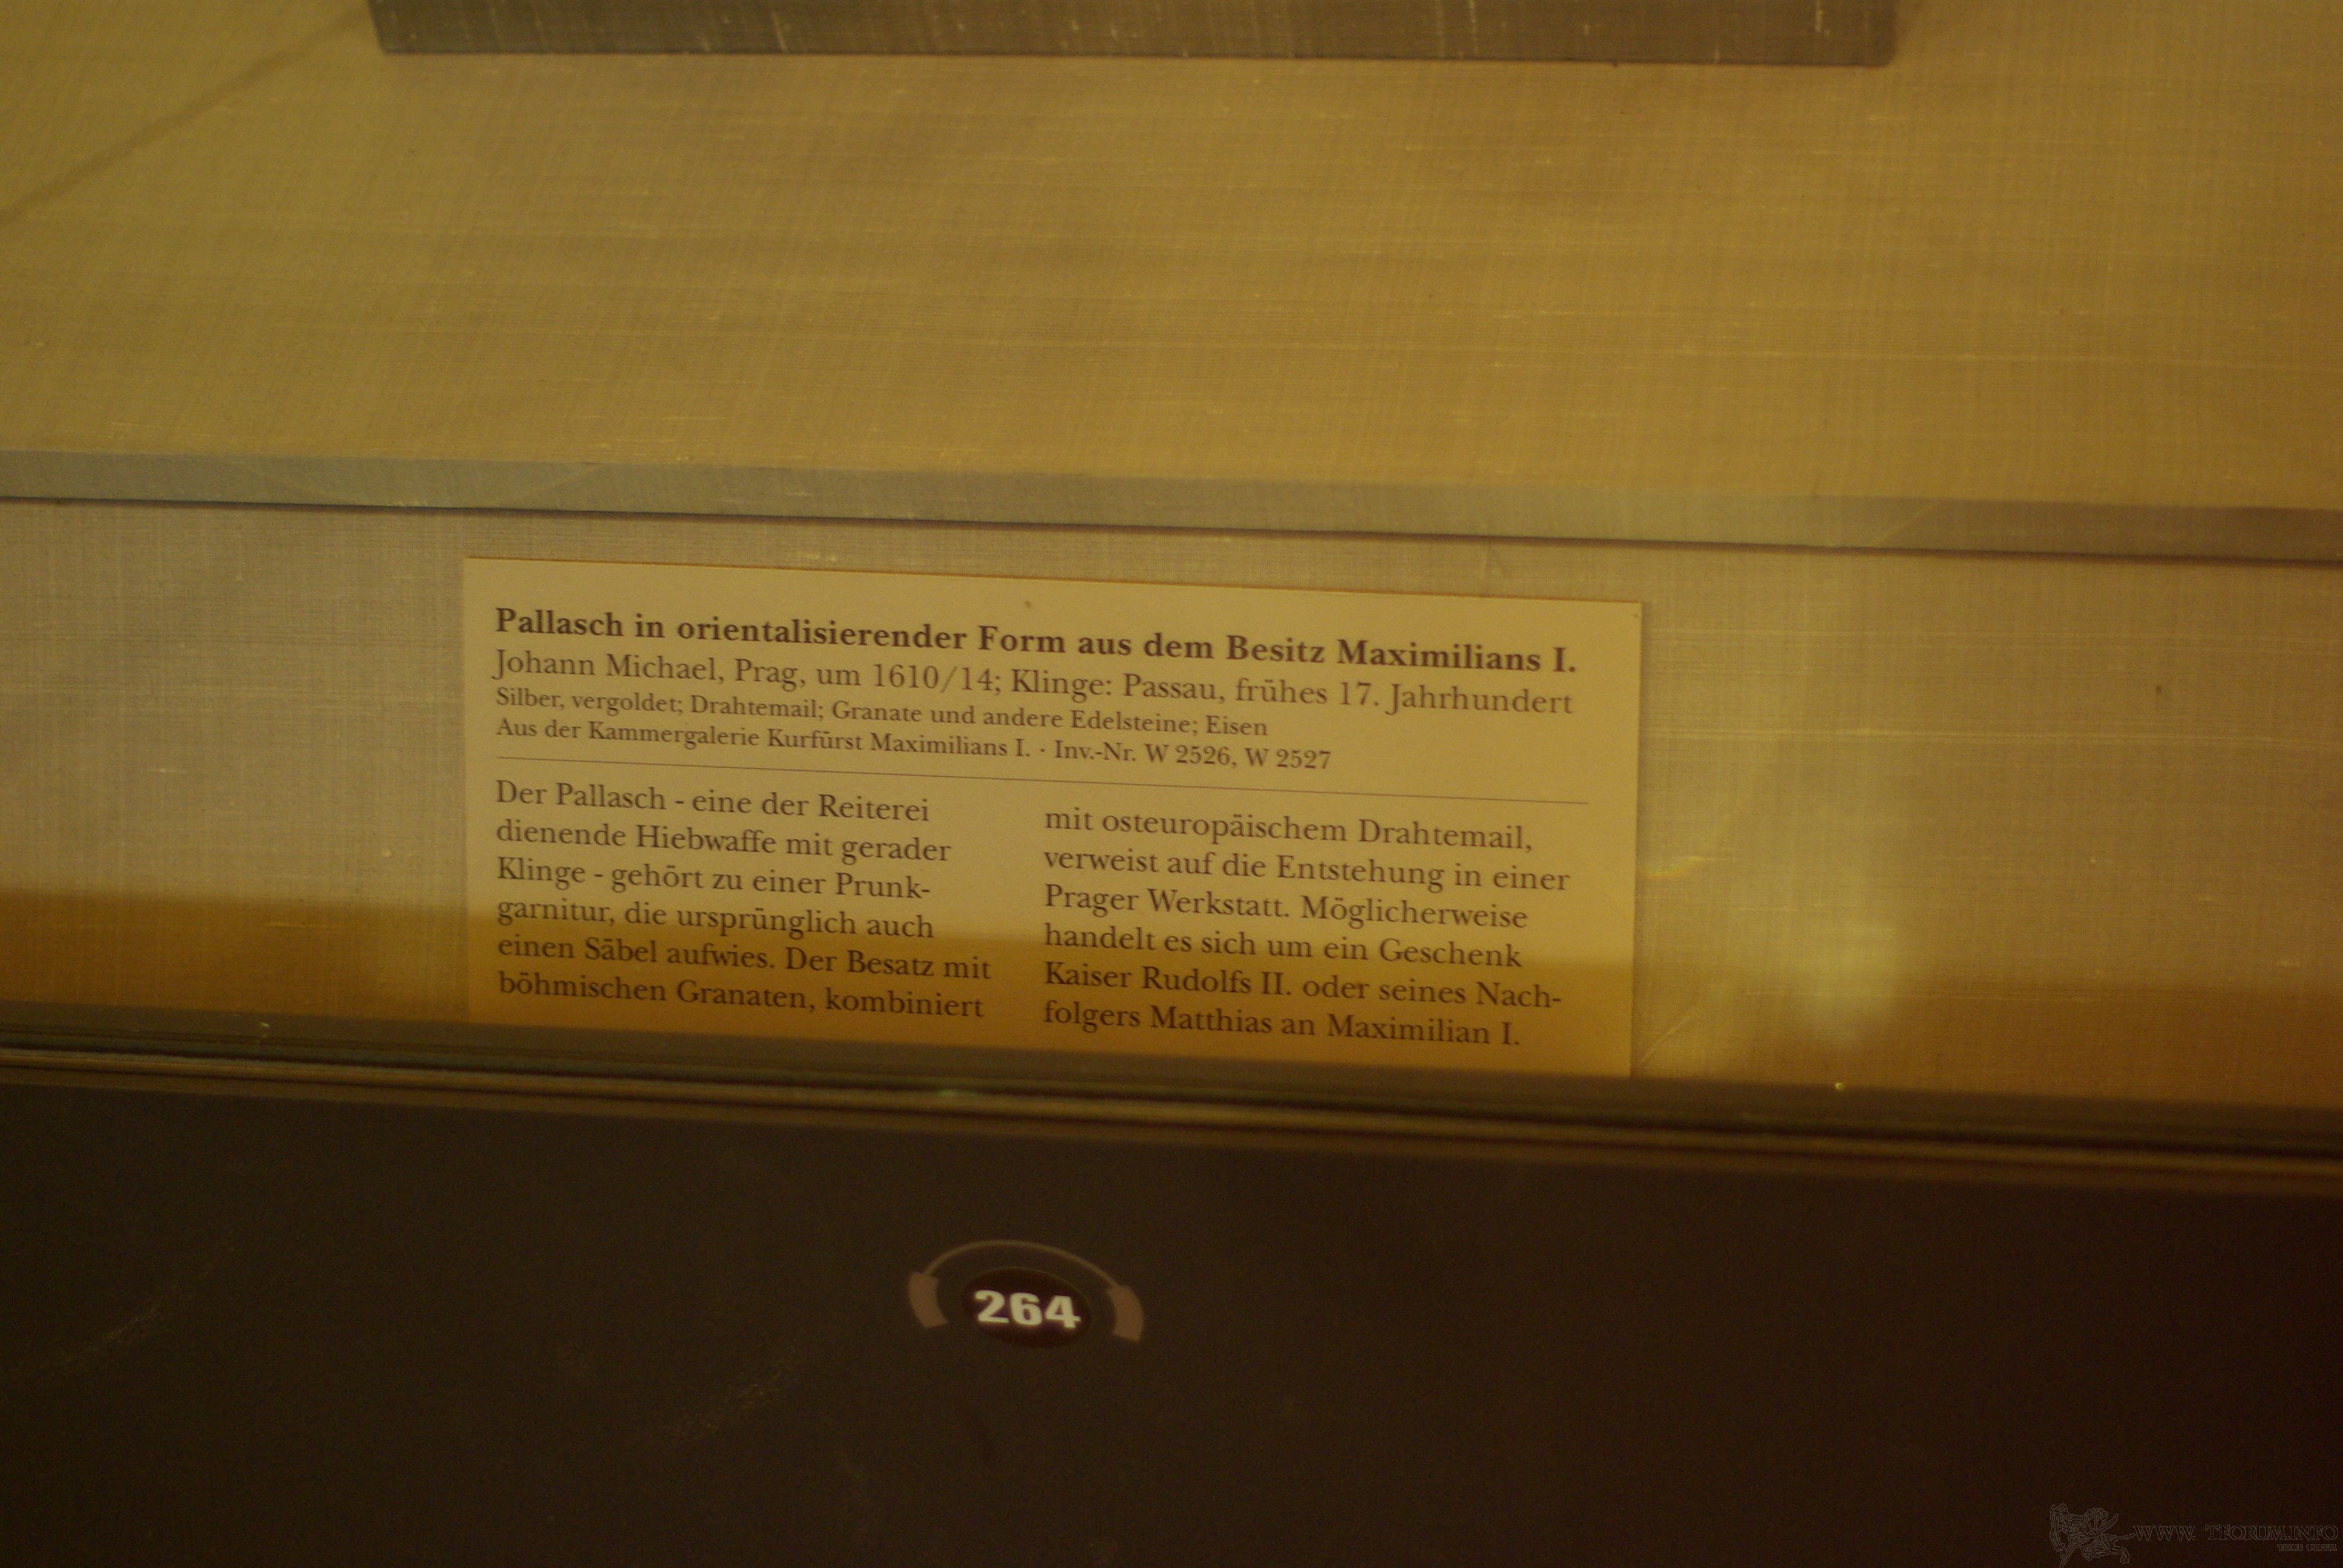 Pallasch in orientalisierender Form aus dem Besitz Maximilians I.
Johann Michael, Prag, um 1610/14; Klinge: Passau, frühes 17. Jahrhundert
Silber, vergoldet; Drahtemail; Granate und andere Edelsteine; Eisen
Aus der Kammergalerie Kurfürst Maximilians I. · Inv.-Nr. W 2526, W 2527
Der Pallasch - eine der Reiterei
dienende Hiebwaffe mit gerader
Klinge - gehört zu einer Prunk-
garnitur, die ursprünglich auch
einen Säbel aufwies. Der Besatz mit
böhmischen Granaten, kombiniert
mit osteuropäischem Drahtemail,
verweist auf die Entstehung in einer
Prager Werkstatt. Möglicherweise
handelt es sich um ein Geschenk
Kaiser Rudolfs II. oder seines Nach-
folgers Matthias an Maximilian I.
264
WWW. TFORUM.INFO